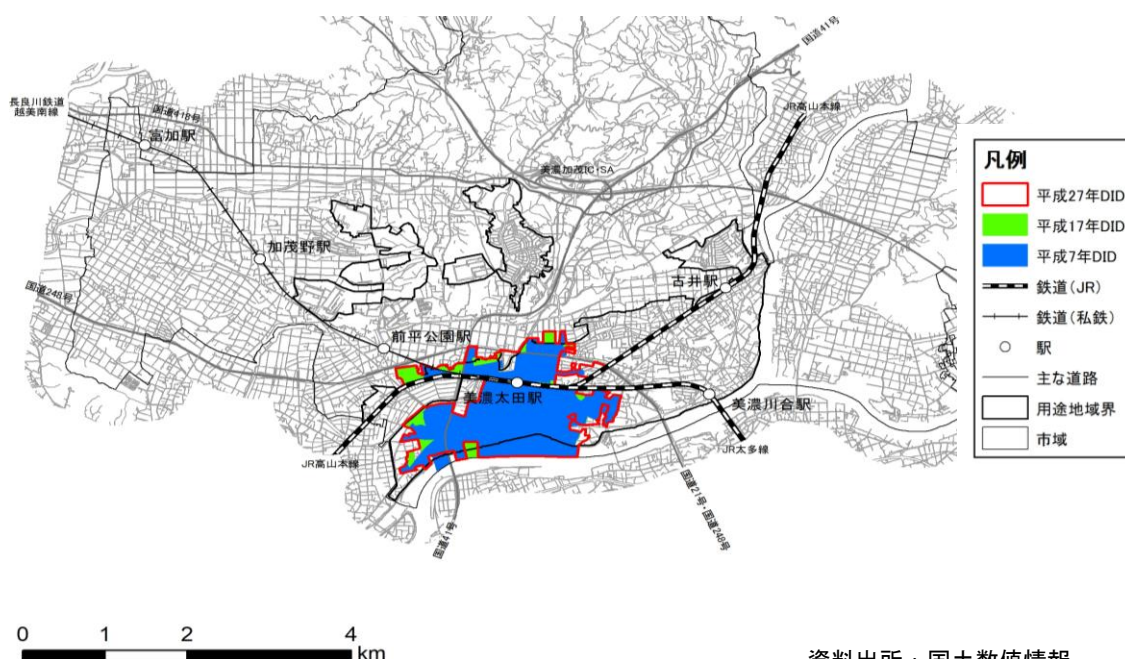 国道41号
JR高山本線
長良川鉄道
越美南線
国道418号
富加駅
美濃加茂IC・SA
加茂野駅
古井駅
国道248号
前平公園駅
美濃太田駅
美濃川合駅
JR高山本線
JR太多線
国道21号・国道248号
国道41号
凡例
平成27年DID
平成17年DID
平成7年DID
鉄道(JR)
鉄道(私鉄)
駅
主な道路
用途地域界
市域
0 1 2 4
km
資料出所:国土数値情報